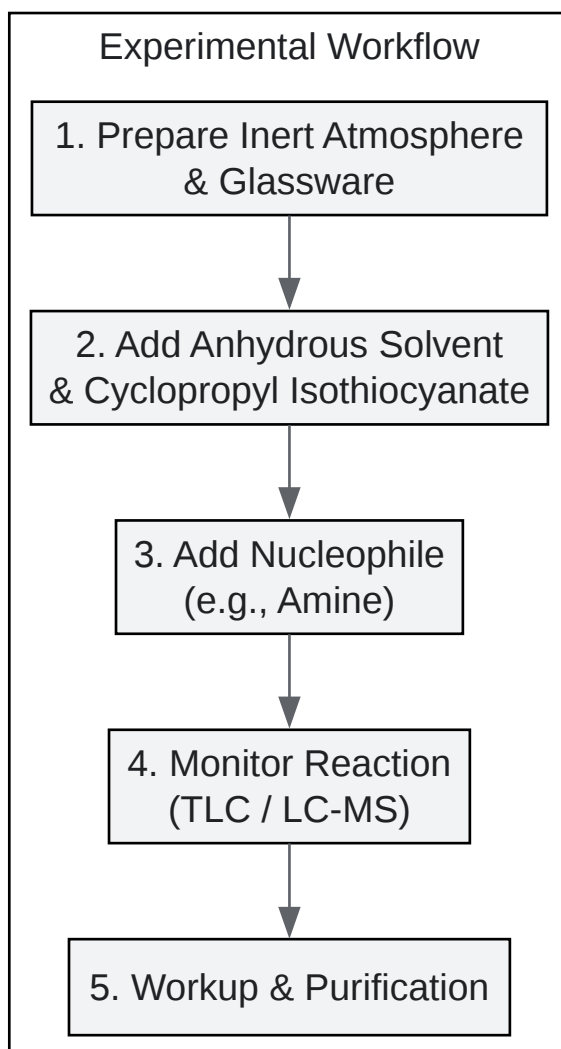 Experimental Workflow
1. Prepare Inert Atmosphere
& Glassware
2. Add Anhydrous Solvent
& Cyclopropyl Isothiocyanate
3. Add Nucleophile
(e.g., Amine)
4. Monitor Reaction
(TLC / LC-MS)
5. Workup & Purification